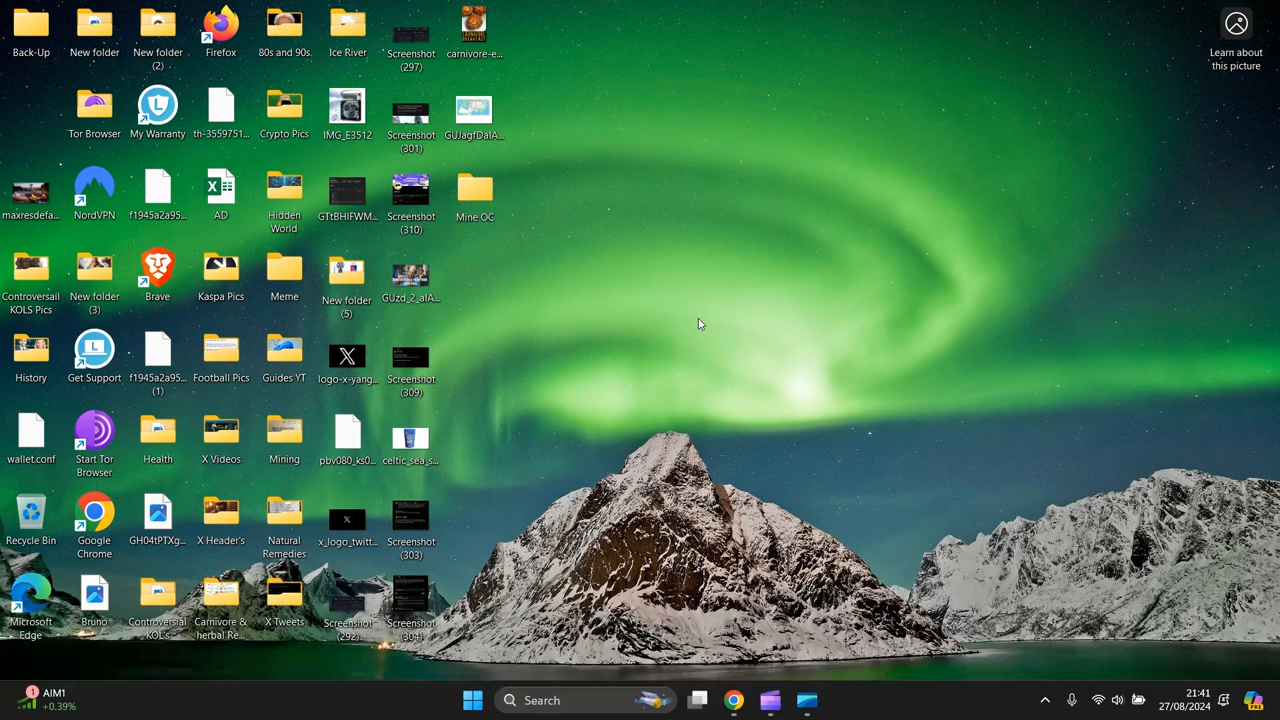 Back-Up
New folder
New folder
(2)
Firefox
80s and 90s
Ice River
Screenshot
(297)
carnivore-e...
Learn about
this picture
Tor Browser
My Warranty
th-3559751...
Crypto Pics
IMG_E3512
Screenshot
(301)
GUJagfDaIA...
maxresdefa...
NordVPN
f1945a2a95...
AD
Hidden
World
GTtBHIFWM...
Screenshot
(310)
Mine OC
Controversail
KOLS Pics
New folder
(3)
Brave
Kaspa Pics
Meme
New folder
(5)
GUzd_2_aIA...
History
Get Support
f1945a2a95...
(1)
Football Pics
Guides YT
logo-x-yang...
Screenshot
(309)
wallet.conf
Start Tor
Browser
Health
X Videos
Mining
pbv080_ks0...
celtic_sea_s...
Recycle Bin
Google
Chrome
GH04tPTXg...
X Header's
Natural
Remedies
x_logo_twitt...
Screenshot
(303)
Microsoft
Edge
Bruno
Controversail
KOL's
Carnivore &
herbal Re...
X Tweets
Screenshot
(292)
Screenshot
(304)
1
AIM1
+0.39%
Search
21:41
27/08/2024
PRE